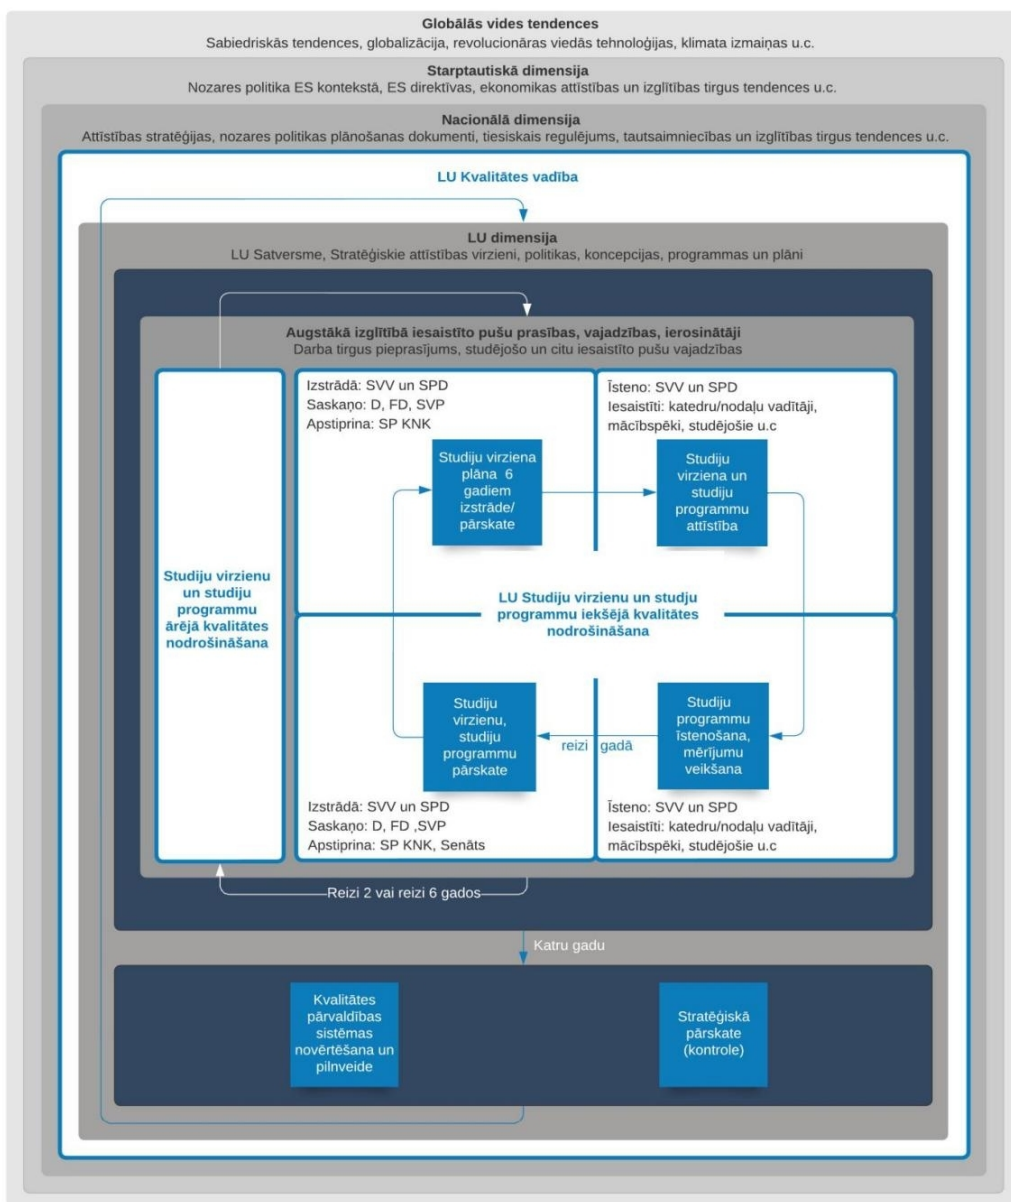 Globālās vides tendences
Sabiedriskās tendences, globalizācija, revolucionāras viedās tehnoloģijas, klimata izmaiņas u.c.
Starptautiskā dimensija
Nozares politika ES kontekstā, ES direktīvas, ekonomikas attīstības un izglītības tirgus tendences u.c.
Nacionālā dimensija
Attīstības stratēģijas, nozares politikas plānošanas dokumenti, tiesiskais regulējums, tautsaimniecības un izglītības tirgus tendences u.c.
LU Kvalitātes vadība
LU dimensija
LU Satversme, Stratēģiskie attīstības virzieni, politikas, koncepcijas, programmas un plāni
Augstākā izglītībā iesaistīto pušu prasības, vajadzības, ierosinātāji
Darba tirgus pieprasījums, studējošo un citu iesaistīto pušu vajadzības
Izstrādā: SVV un SPD
Saskaņo: D, FD, SVP
Apstiprina: SP KNK
Īsteno: SVV un SPD
Iesaistīti: katedru/nodaļu vadītāji,
mācībspēki, studējošie u.c
Studiju virziena
plāna 6
gadiem
izstrāde/
pārskate
Studiju
virziena un
studiju
programmu
attīstība
Studiju virzienu
un studiju
programmu
ārējā kvalitātes
nodrošināšana
LU Studiju virzienu un studju
programmu iekšējā kvalitātes
nodrošināšana
Studiju
virzienu,
studiju
programmu
pārskate
reizi gadā
Studiju
programmu
īstenošana,
mērījumu
veikšana
Izstrādā: SVV un SPD
Saskaņo: D, FD ,SVP
Apstiprina: SP KNK, Senāts
Īsteno: SVV un SPD
Iesaistīti: katedru/nodaļu vadītāji,
mācībspēki, studējošie u.c
Reizi 2 vai reizi 6 gados
Katru gadu
Kvalitātes
pārvaldības
sistēmas
novērtēšana un
pilnveide
Stratēģiskā
pārskate
(kontrole)